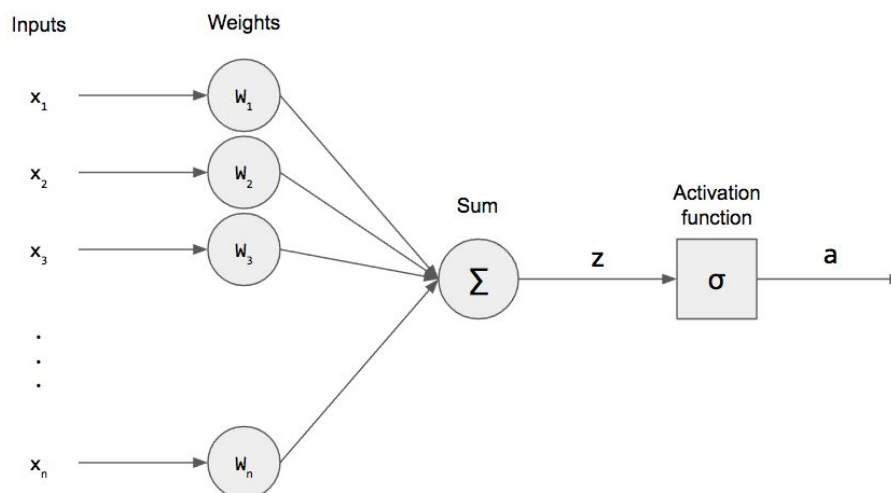 Inputs
Weights
x₁
W₁
x₂
W₂
Sum
Activation
function
x₃
W₃
Σ
z
σ
a
.
.
.
xₙ
Wₙ